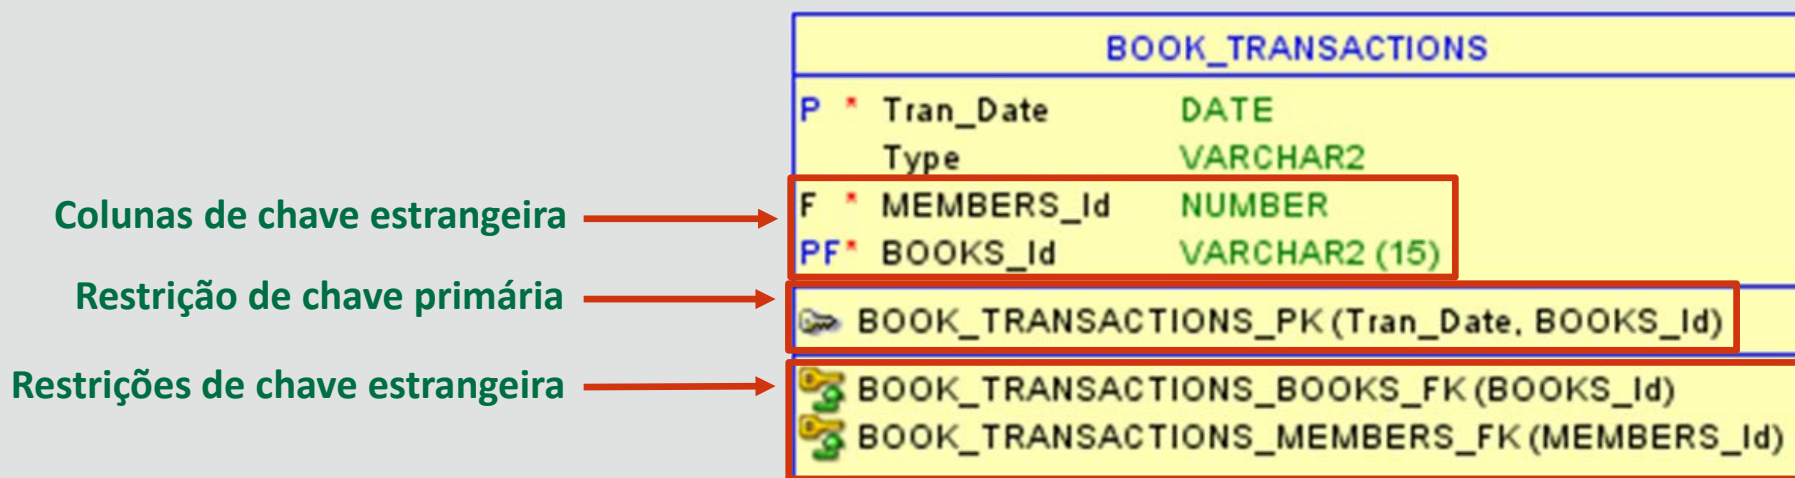 BOOK_TRANSACTIONS
P * Tran_Date DATE
Type VARCHAR2
F * MEMBERS_Id NUMBER
PF* BOOKS_Id VARCHAR2 (15)
Colunas de chave estrangeira
Restrição de chave primária
BOOK_TRANSACTIONS_PK (Tran_Date, BOOKS_Id)
Restrições de chave estrangeira
BOOK_TRANSACTIONS_BOOKS_FK (BOOKS_Id)
BOOK_TRANSACTIONS_MEMBERS_FK (MEMBERS_Id)